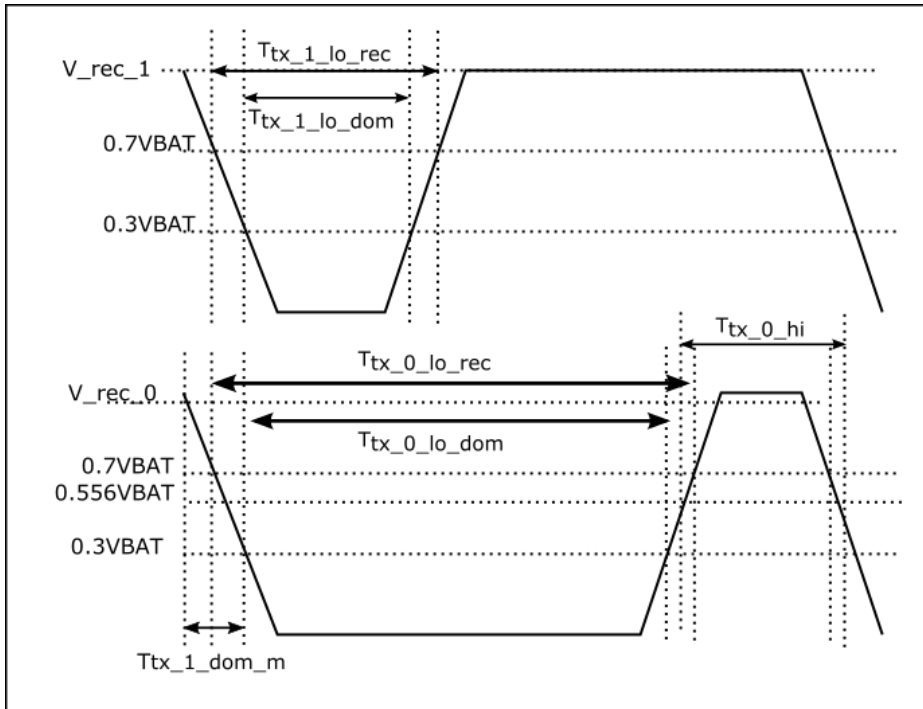 Ttx_1_lo_rec
V_rec_1
Ttx_1_lo_dom
0.7VBAT
0.3VBAT
Ttx_0_hi
Ttx_0_lo_rec
V_rec_0
Ttx_0_lo_dom
0.7VBAT
0.556VBAT
0.3VBAT
Ttx_1_dom_m